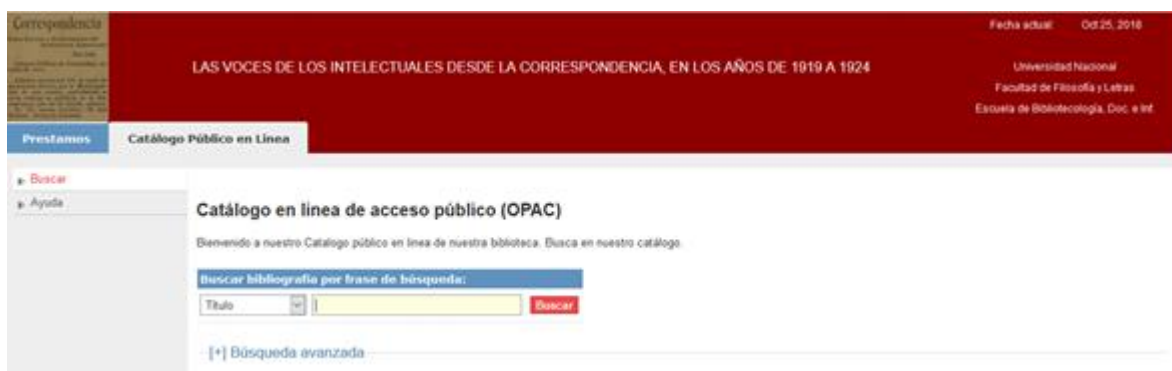 Correspondencia
Fecha actual: Oct 25, 2018
LAS VOCES DE LOS INTELECTUALES DESDE LA CORRESPONDENCIA, EN LOS AÑOS DE 1919 A 1924
Universidad Nacional
Facultad de Filosofía y Letras
Escuela de Bibliotecología, Doc. e Inf.
Prestamos
Catálogo Público en Linea
Buscar
Ayuda
Catálogo en linea de acceso público (OPAC)
Bienvenido a nuestro Catalogo público en linea de nuestra biblioteca. Busca en nuestro catálogo.
Buscar bibliografía por frase de búsqueda:
Título
Buscar
[+] Búsqueda avanzada